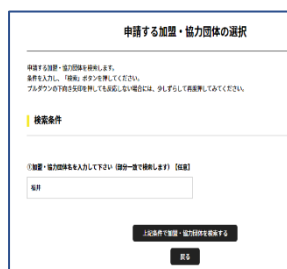 申請する加盟・協力団体の選択
申請する加盟・協力団体を検索します。
条件を入力し、「検索」ボタンを押してください。
プルダウンの下向き矢印を押しても反応しない場合には、少しずらして再度押してみてください。
検索条件
①加盟・協力団体名を入力して下さい（部分一致で検索します）【任意】
福井
上記条件で加盟・協力団体を検索する
戻る